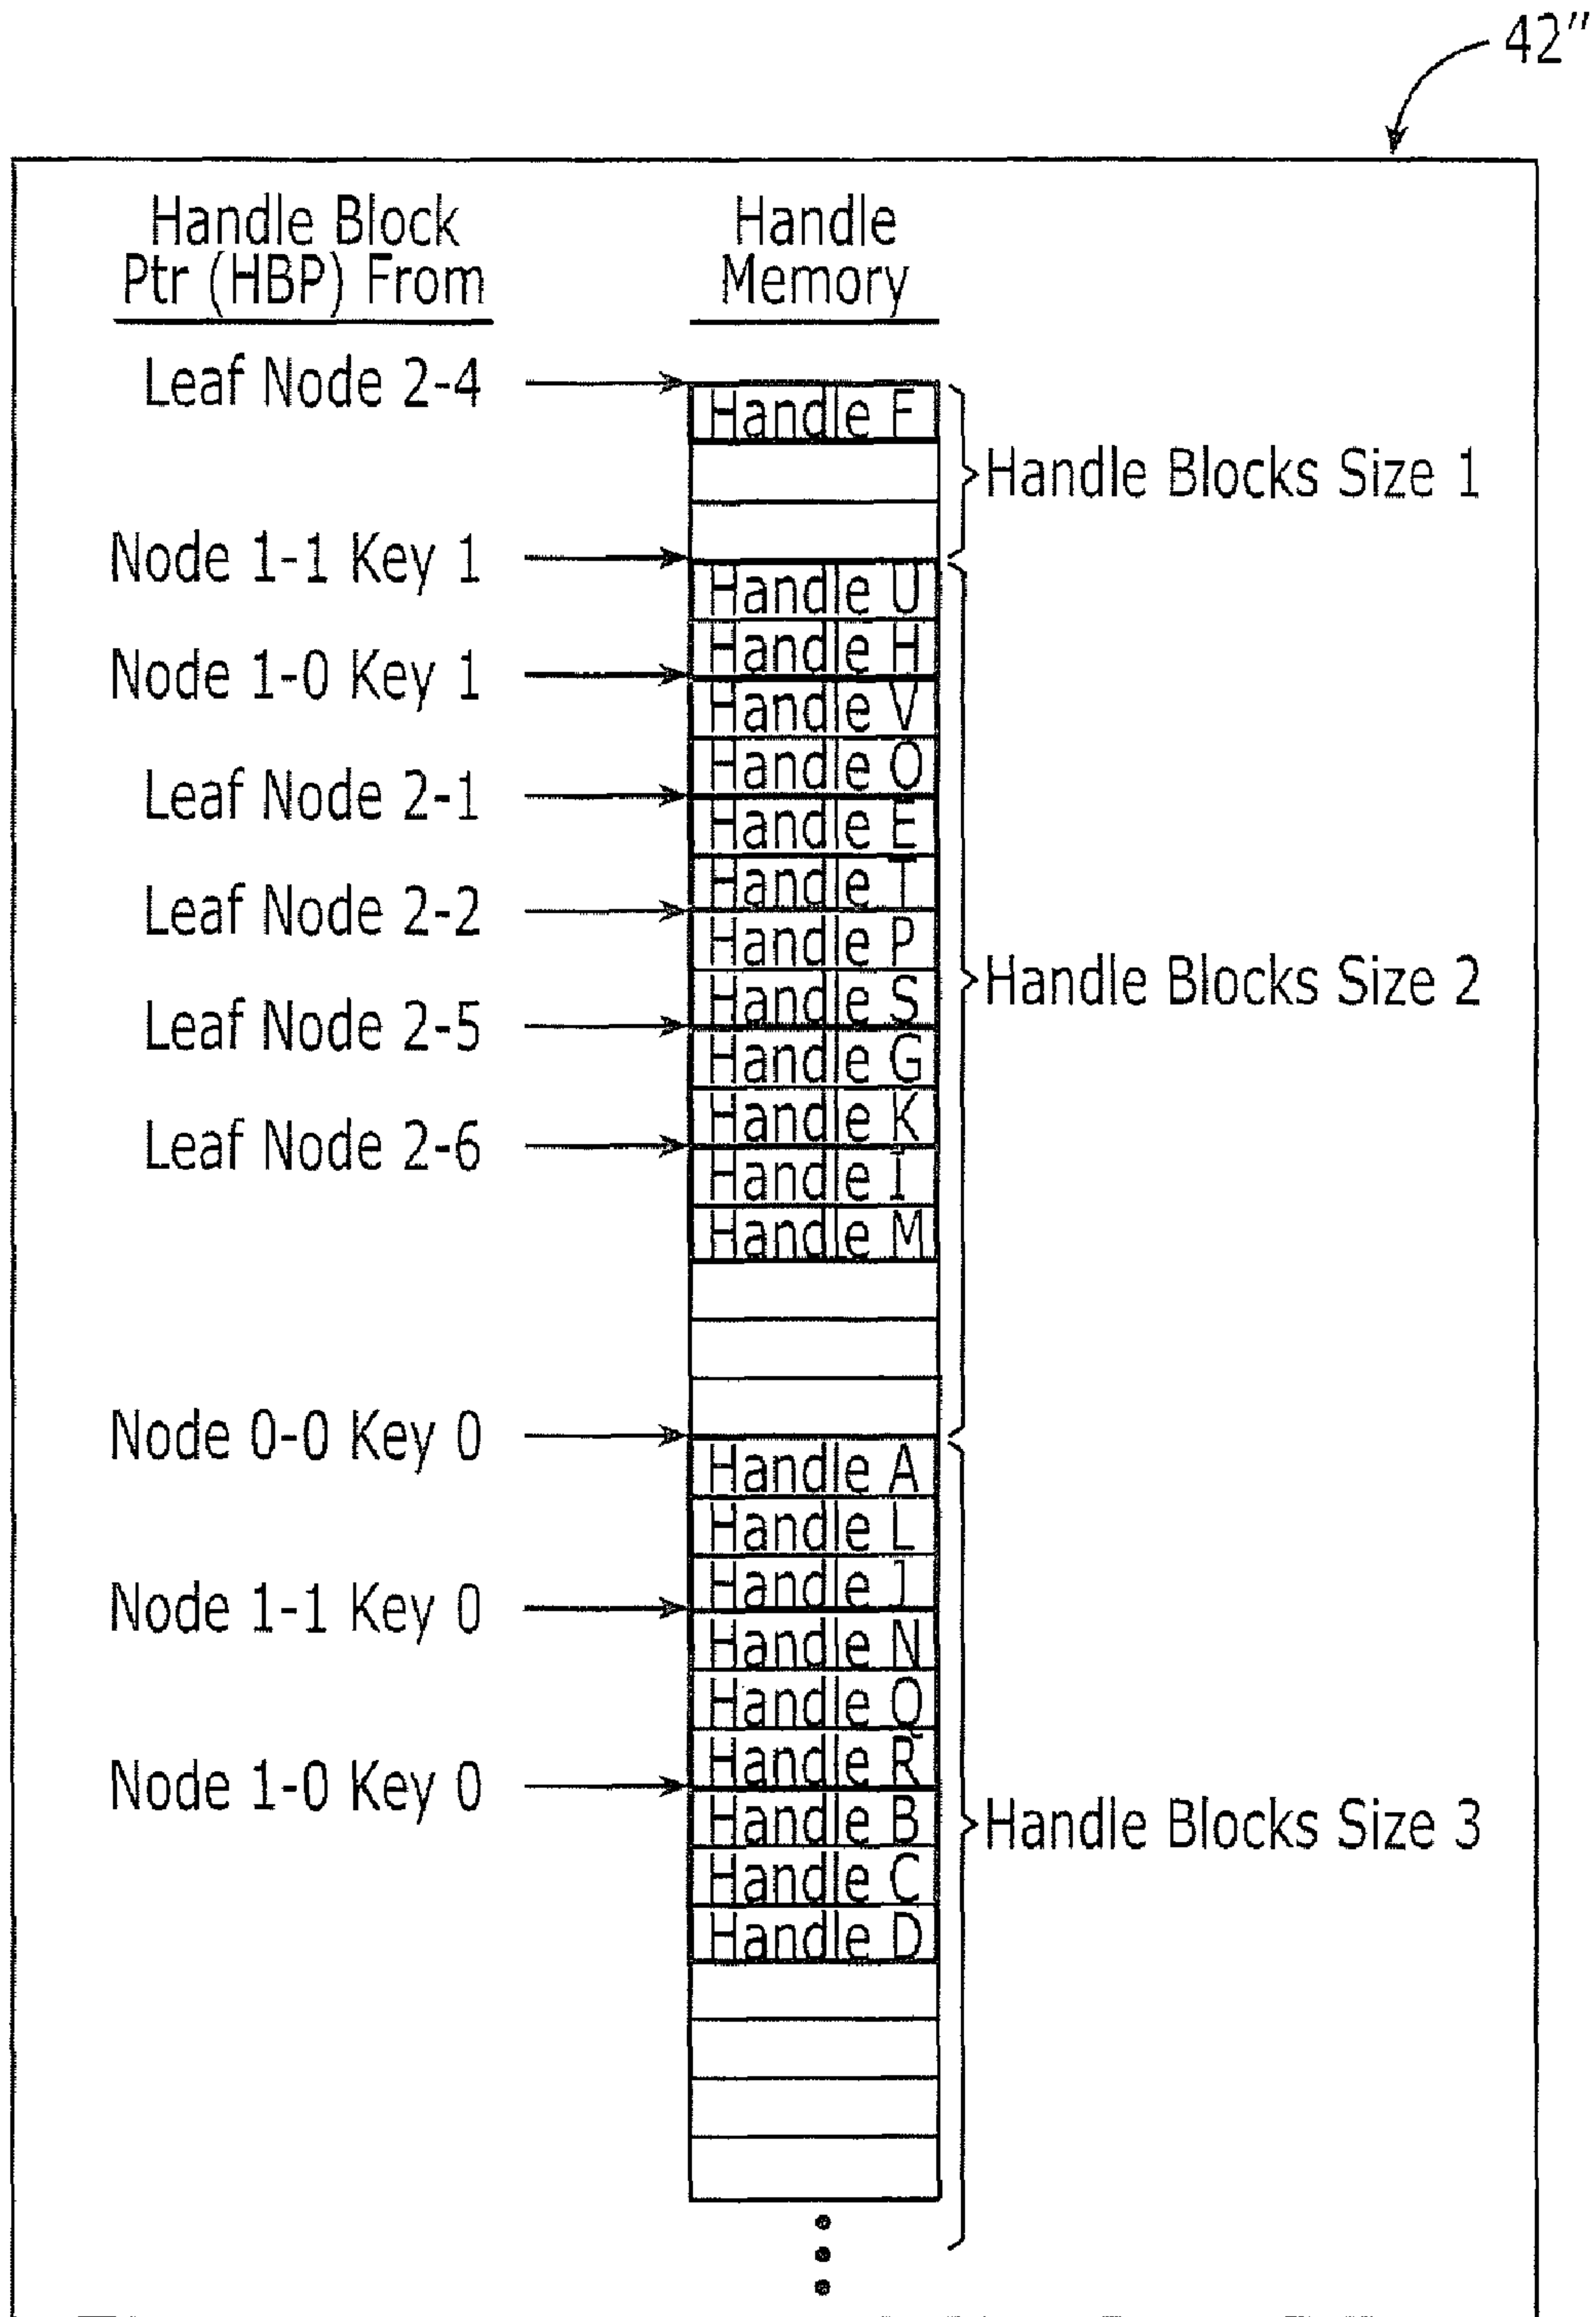 42"
Handle Block
Ptr (HBP) From
Handle
Memory
Leaf Node 2-4
Handle F
Handle Blocks Size 1
Node 1-1 Key 1
Handle U
Handle H
Node 1-0 Key 1
Handle V
Handle O
Leaf Node 2-1
Handle E
Handle T
Leaf Node 2-2
Handle P
Handle Blocks Size 2
Handle S
Leaf Node 2-5
Handle G
Handle K
Leaf Node 2-6
Handle I
Handle M
Node 0-0 Key 0
Handle A
Handle L
Handle J
Node 1-1 Key 0
Handle N
Handle Q
Handle R
Node 1-0 Key 0
Handle B
Handle Blocks Size 3
Handle C
Handle D